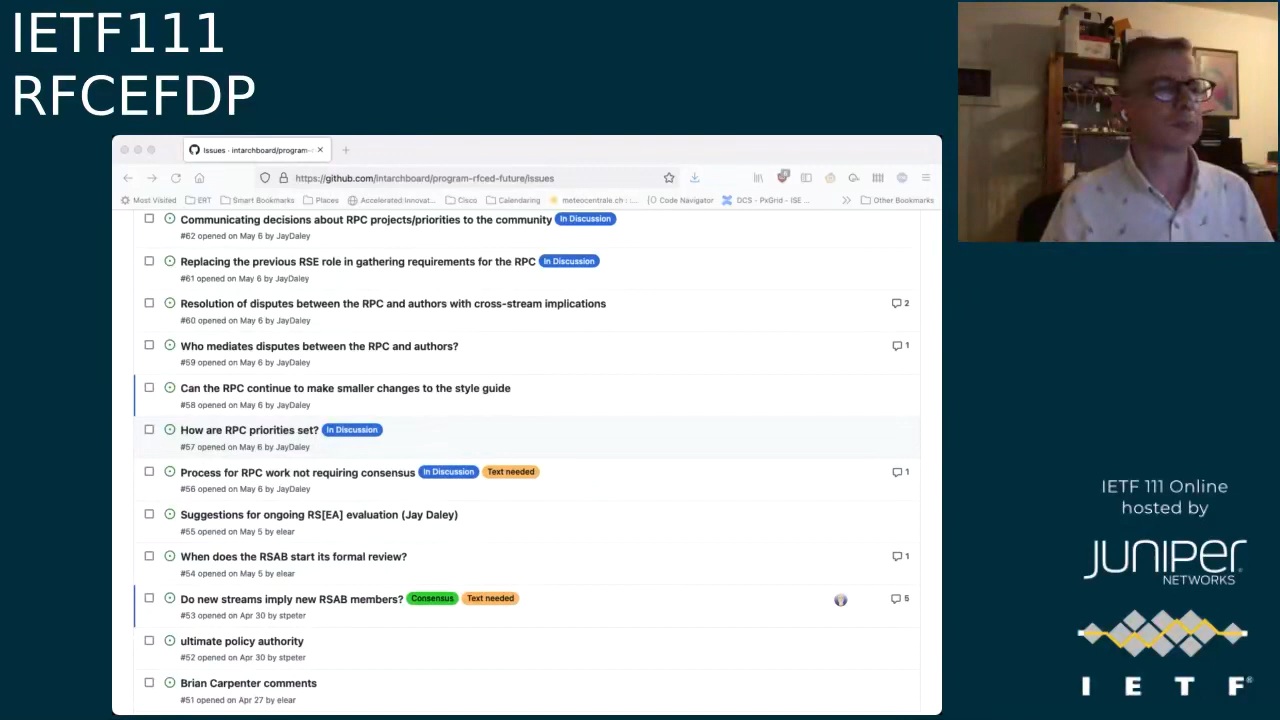 IETF111
RFCEFDP
Issues · intarchboard/program-r
https://github.com/intarchboard/program-rfced-future/issues
Most Visited ERT Smart Bookmarks Places Accelerated Innovat... Cisco Calendaring meteocentrale.ch : ... Code Navigator DCS - PxGrid - ISE ... Other Bookmarks
Communicating decisions about RPC projects/priorities to the community In Discussion
#62 opened on May 6 by JayDaley
Replacing the previous RSE role in gathering requirements for the RPC In Discussion
#61 opened on May 6 by JayDaley
Resolution of disputes between the RPC and authors with cross-stream implications 2
#60 opened on May 6 by JayDaley
Who mediates disputes between the RPC and authors? 1
#59 opened on May 6 by JayDaley
Can the RPC continue to make smaller changes to the style guide
#58 opened on May 6 by JayDaley
How are RPC priorities set? In Discussion
#57 opened on May 6 by JayDaley
Process for RPC work not requiring consensus In Discussion Text needed 1
#56 opened on May 6 by JayDaley
Suggestions for ongoing RS[EA] evaluation (Jay Daley)
#55 opened on May 5 by elear
When does the RSAB start its formal review? 1
#54 opened on May 5 by elear
Do new streams imply new RSAB members? Consensus Text needed 5
#53 opened on Apr 30 by stpeter
ultimate policy authority
#52 opened on Apr 30 by stpeter
Brian Carpenter comments
#51 opened on Apr 27 by elear
IETF 111 Online
hosted by
JUNIPER
NETWORKS
I E T F